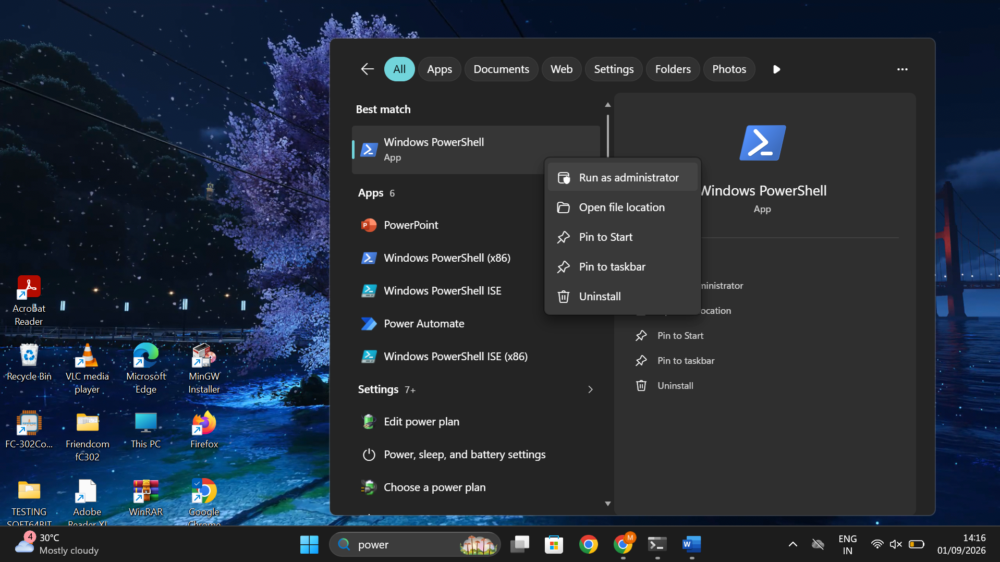 All
Apps
Documents
Web
Settings
Folders
Photos
Best match
Windows PowerShell
App
Apps 6
PowerPoint
Windows PowerShell (x86)
Windows PowerShell ISE
Power Automate
Windows PowerShell ISE (x86)
Settings 7+
Edit power plan
Power, sleep, and battery settings
Choose a power plan
Run as administrator
Open file location
Pin to Start
Pin to taskbar
Uninstall
Windows PowerShell
App
ministrator
ocation
Pin to Start
Pin to taskbar
Uninstall
Acrobat
Reader
Recycle Bin
VLC media
player
Microsoft
Edge
MinGW
Installer
FC-302Co...
Friendcom
fC302
This PC
Firefox
TESTING
SOFT64BIT
Adobe
Reader XI
WinRAR
Google
Chrome
4
30°C
Mostly cloudy
power
M
W
ENG
IN
14:16
01/09/2026